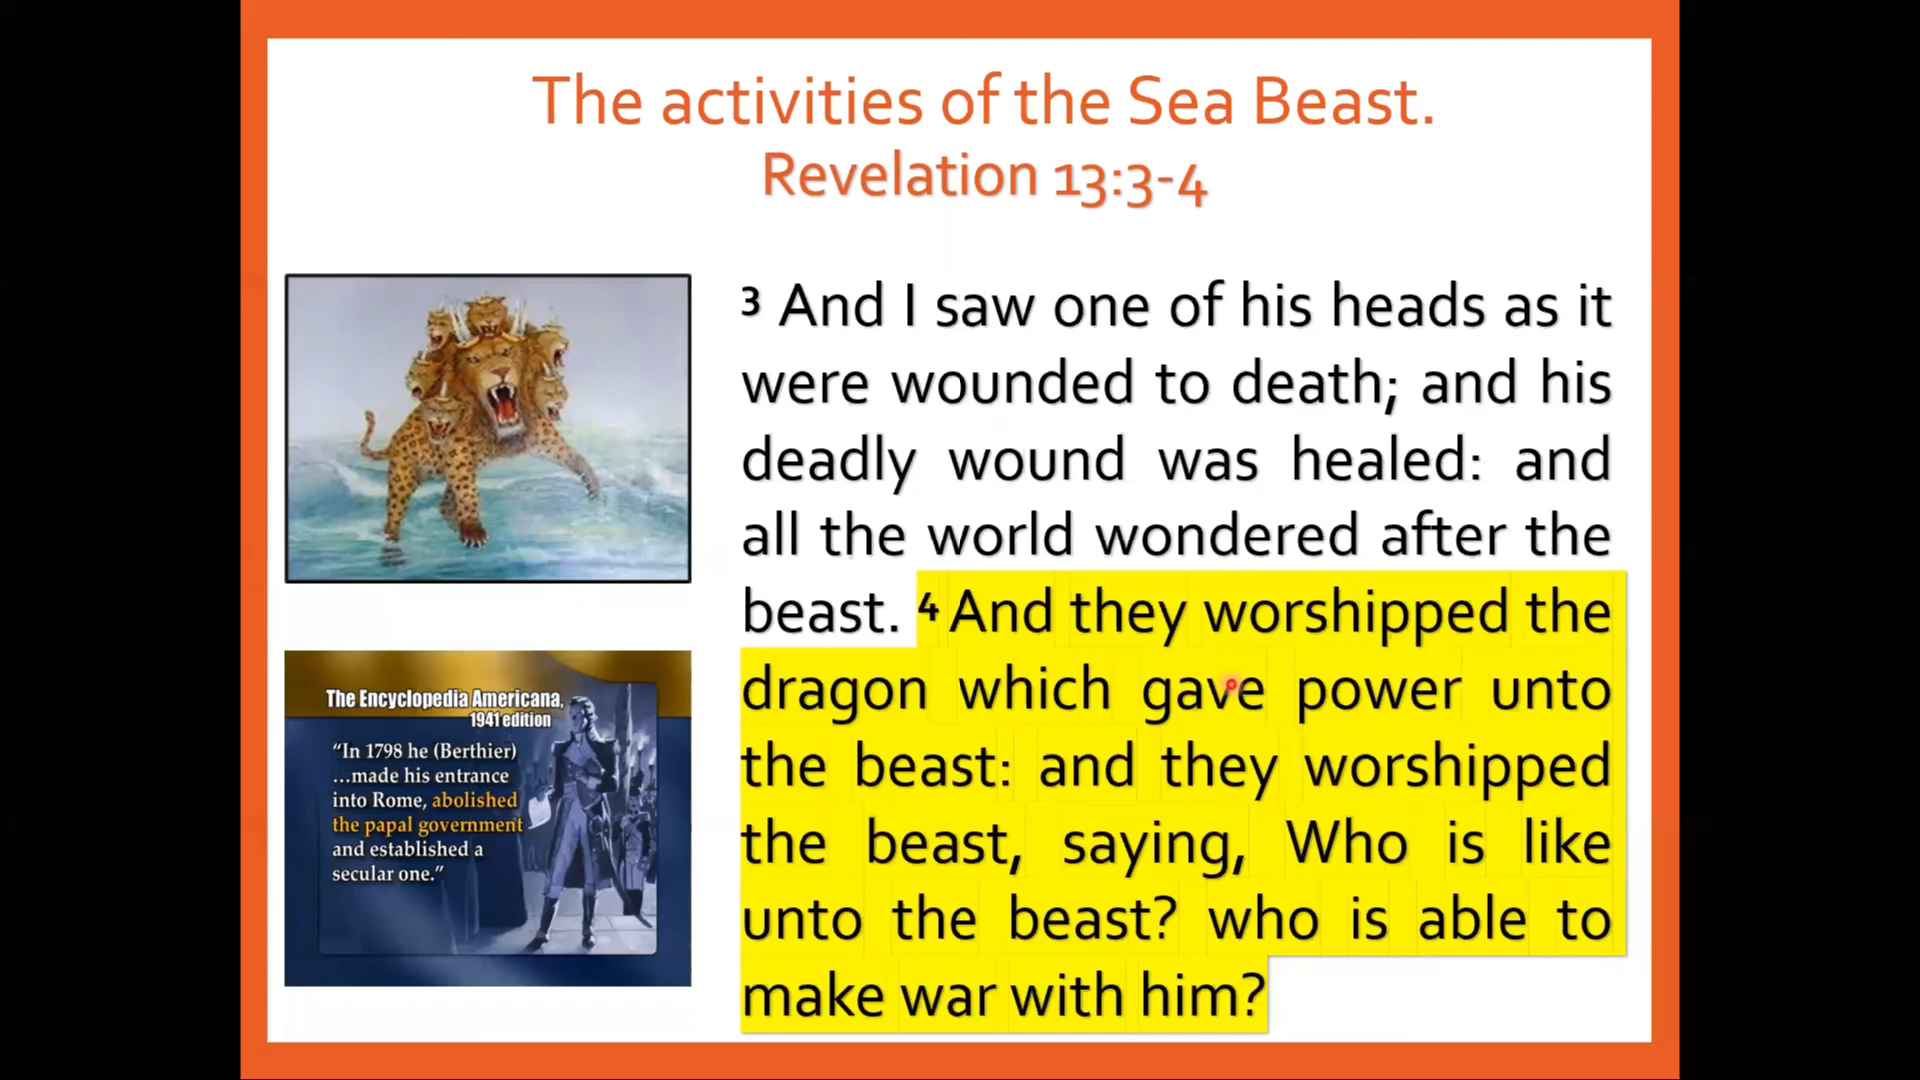 The activities of the Sea Beast.
Revelation 13:3-4
3 And I saw one of his heads as it
were wounded to death; and his
deadly wound was healed: and
all the world wondered after the
beast. 4 And they worshipped the
dragon which gave power unto
the beast: and they worshipped
the beast, saying, Who is like
unto the beast? who is able to
make war with him?
The Encyclopedia Americana,
1941 edition
“In 1798 he (Berthier)
...made his entrance
into Rome, abolished
the papal government
and established a
secular one.”